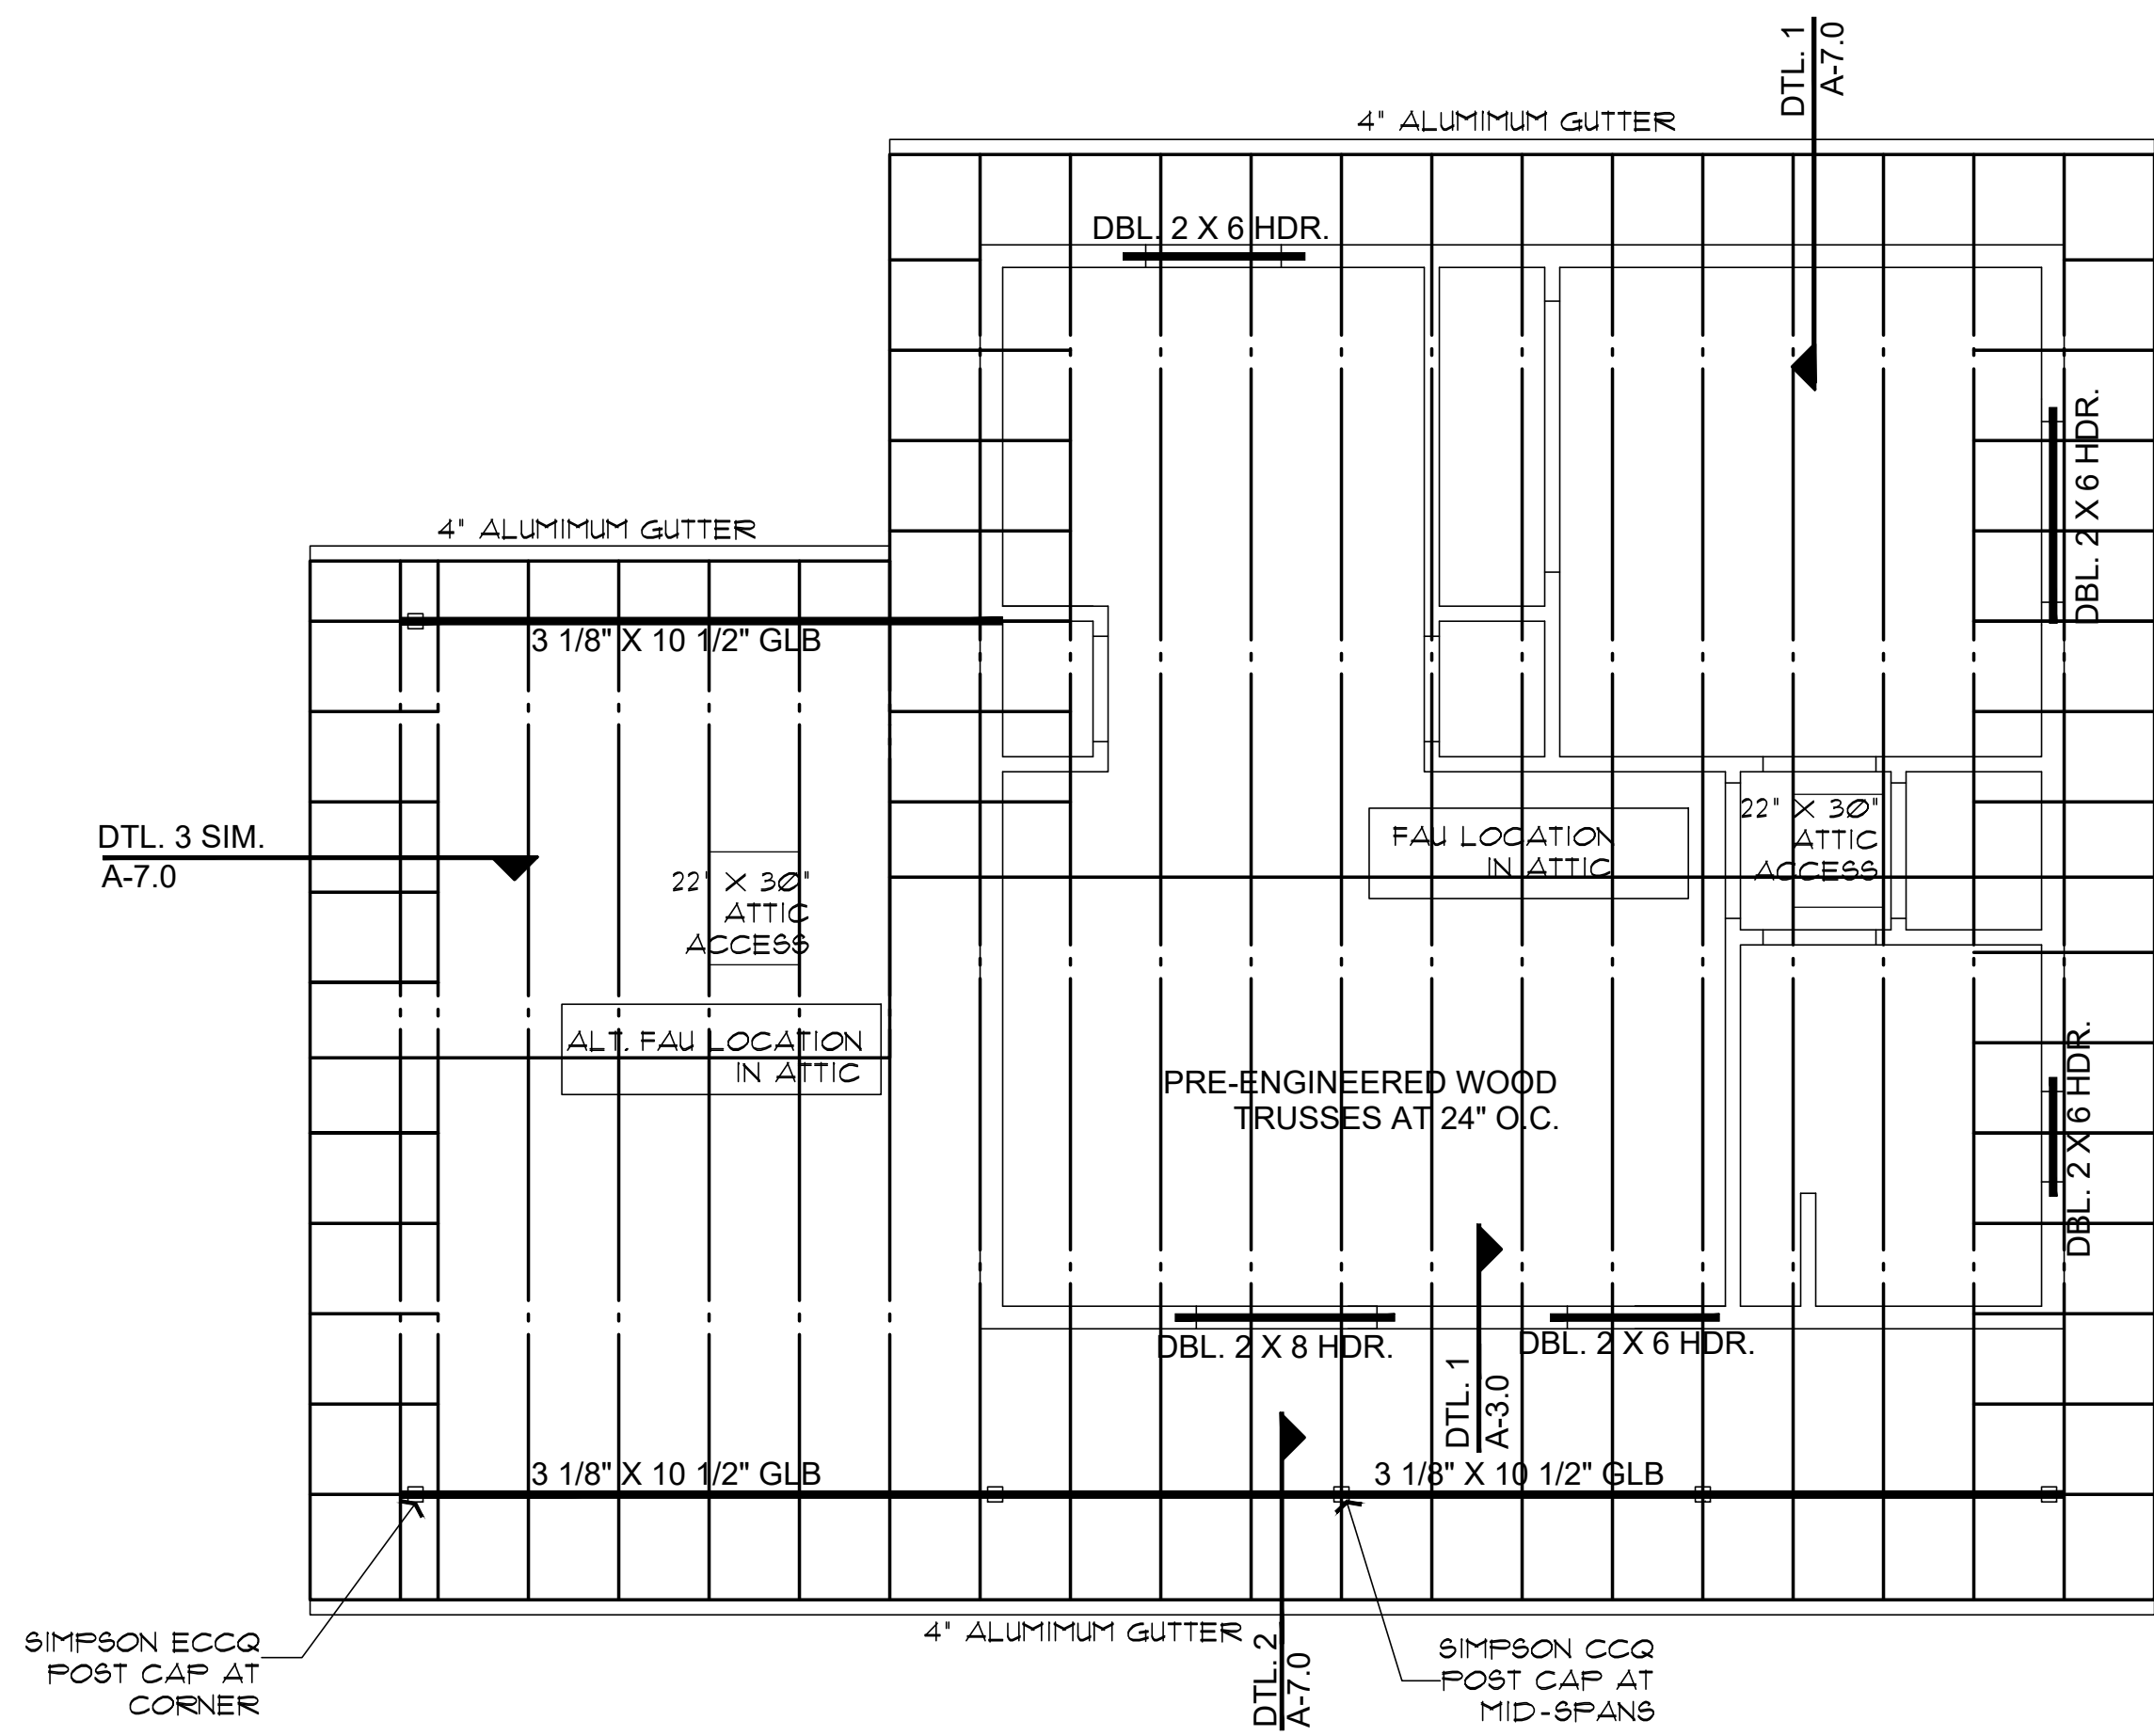 DTL. 1
A-7.0
4" ALUMIMUM GUTTER
DBL. 2 X 6 HDR.
DBL. 2 X 6 HDR.
4" ALUMIMUM GUTTER
3 1/8" X 10 1/2" GLB
DTL. 3 SIM.
A-7.0
22" X 30"
ATTIC
ACCESS
FAU LOCATION
IN ATTIC
22" X 30"
ATTIC
ACCESS
ALT. FAU LOCATION
IN ATTIC
PRE-ENGINEERED WOOD
TRUSSES AT 24" O.C.
DBL. 2 X 6 HDR.
DBL. 2 X 8 HDR.
DBL. 2 X 6 HDR.
DTL. 1
A-3.0
3 1/8" X 10 1/2" GLB
3 1/8" X 10 1/2" GLB
4" ALUMIMUM GUTTER
DTL. 2
A-7.0
SIMPSON ECCQ
POST CAP AT
CORNER
SIMPSON CCQ
POST CAP AT
MID-SPANS